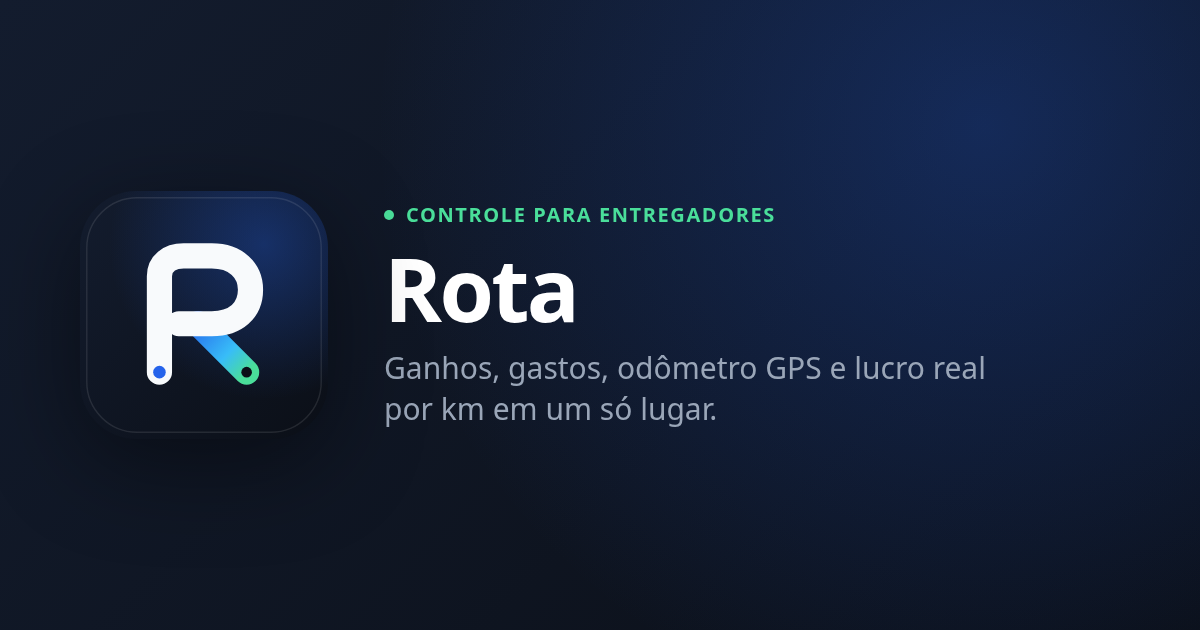 R
CONTROLE PARA ENTREGADORES
Rota
Ganhos, gastos, odômetro GPS e lucro real
por km em um só lugar.